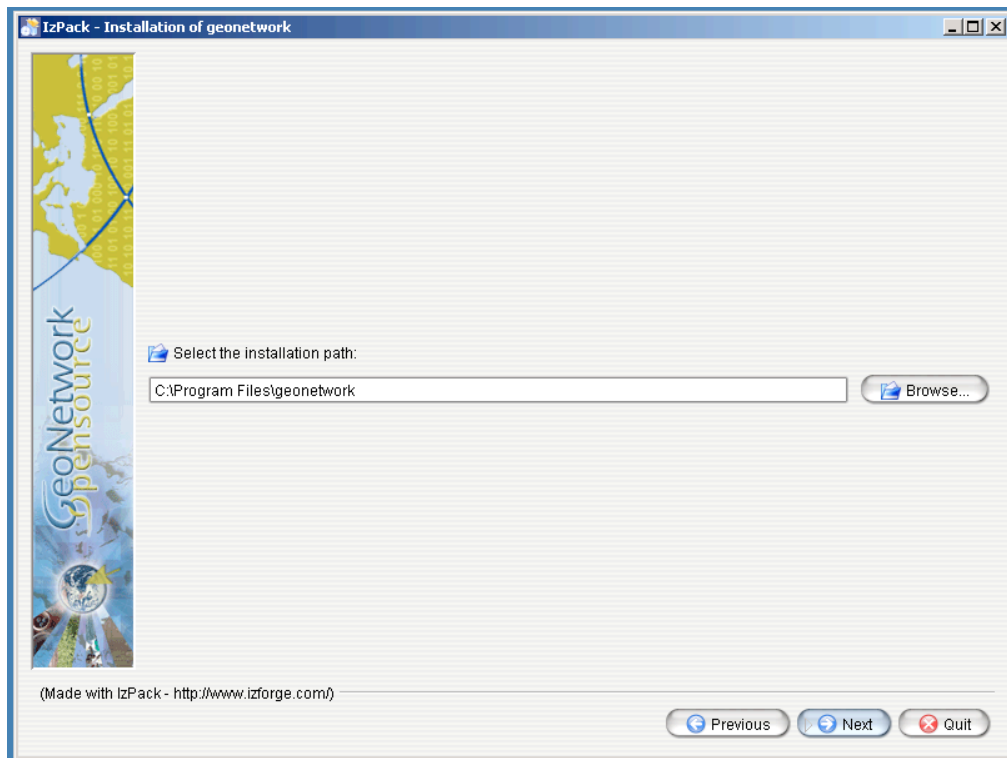 IzPack - Installation of geonetwork
GeoNetwork
opensource
Select the installation path:
C:\Program Files\geonetwork
Browse...
(Made with IzPack - http://www.izforge.com/)
Previous
Next
Quit